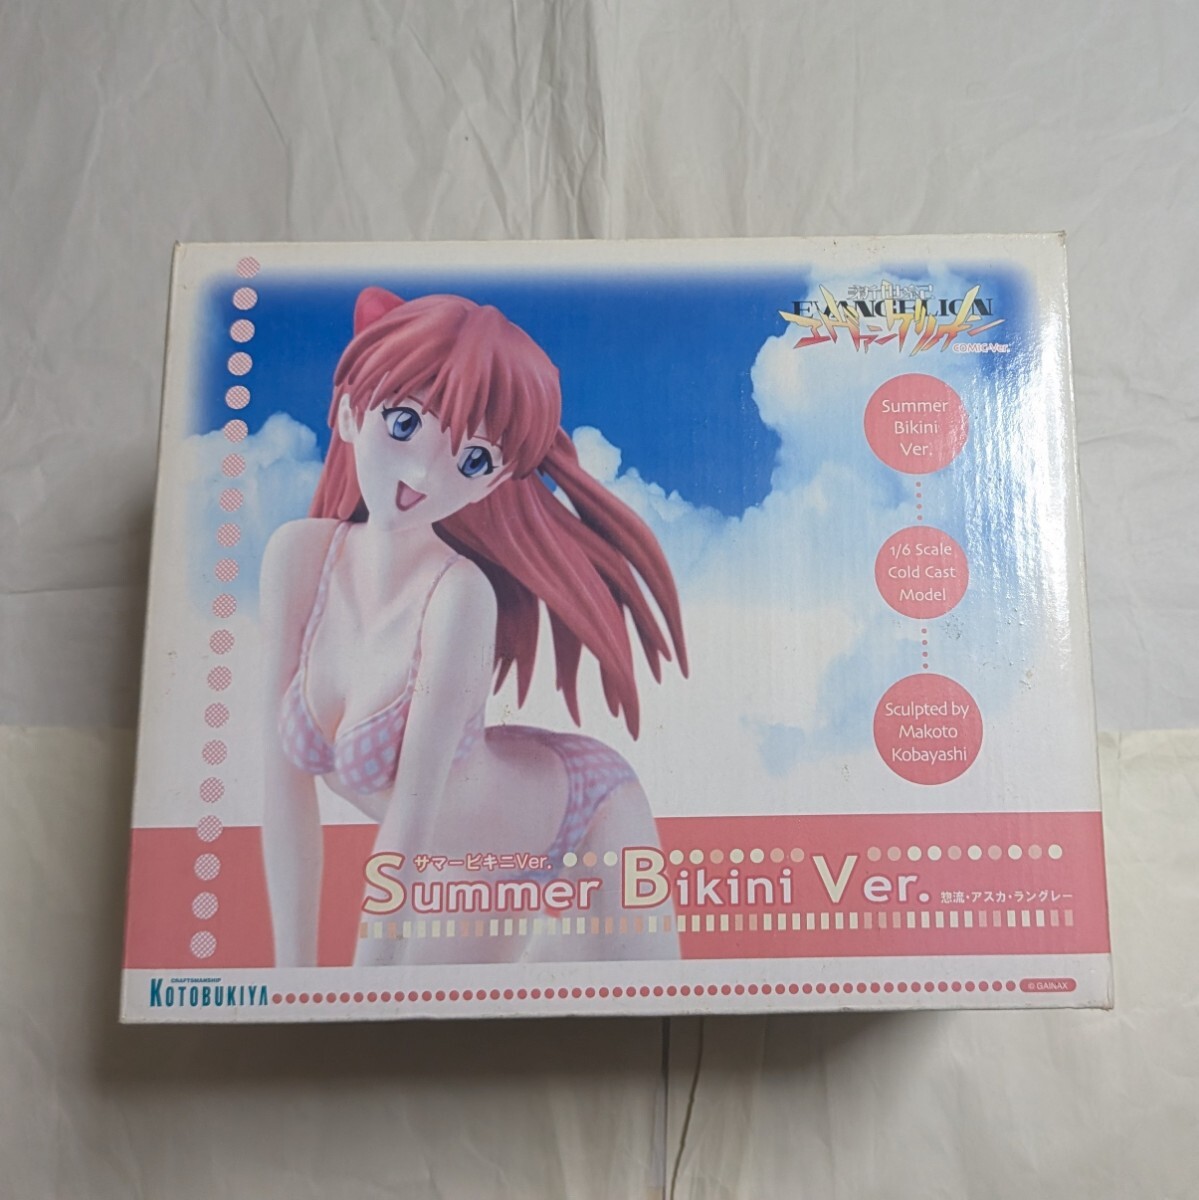 新世紀
EVANGELION
エヴァンゲリオン
COMIC Ver.
Summer
Bikini
Ver.
1/6 Scale
Cold Cast
Model
Sculpted by
Makoto
Kobayashi
サマービキニVer.
Summer Bikini Ver.
惣流・アスカ・ラングレー
CRAFTSMANSHIP
KOTOBUKIYA
© GAINAX